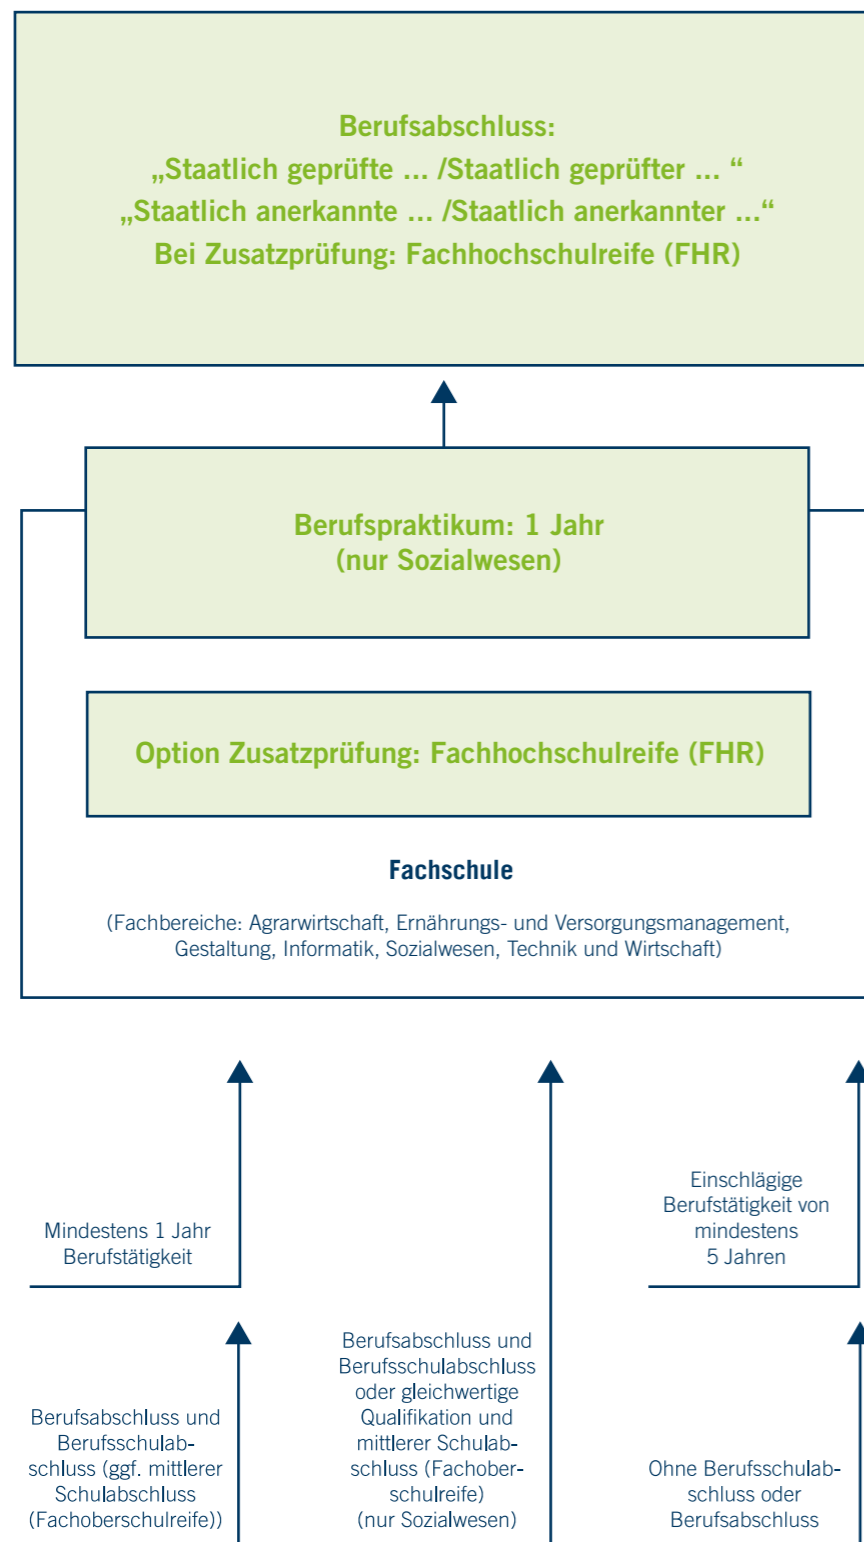 Berufsabschluss:
„Staatlich geprüfte ... /Staatlich geprüfter ... “
„Staatlich anerkannte ... /Staatlich anerkannter ...“
Bei Zusatzprüfung: Fachhochschulreife (FHR)
Berufspraktikum: 1 Jahr
(nur Sozialwesen)
Option Zusatzprüfung: Fachhochschulreife (FHR)
Fachschule
(Fachbereiche: Agrarwirtschaft, Ernährungs- und Versorgungsmanagement,
Gestaltung, Informatik, Sozialwesen, Technik und Wirtschaft)
Mindestens 1 Jahr
Berufstätigkeit
Einschlägige
Berufstätigkeit von
mindestens
5 Jahren
Berufsabschluss und
Berufsschulab-
schluss (ggf. mittlerer
Schulabschluss
(Fachoberschulreife))
Berufsabschluss und
Berufsschulabschluss
oder gleichwertige
Qualifikation und
mittlerer Schulab-
schluss (Fachober-
schulreife)
(nur Sozialwesen)
Ohne Berufsschulab-
schluss oder
Berufsabschluss